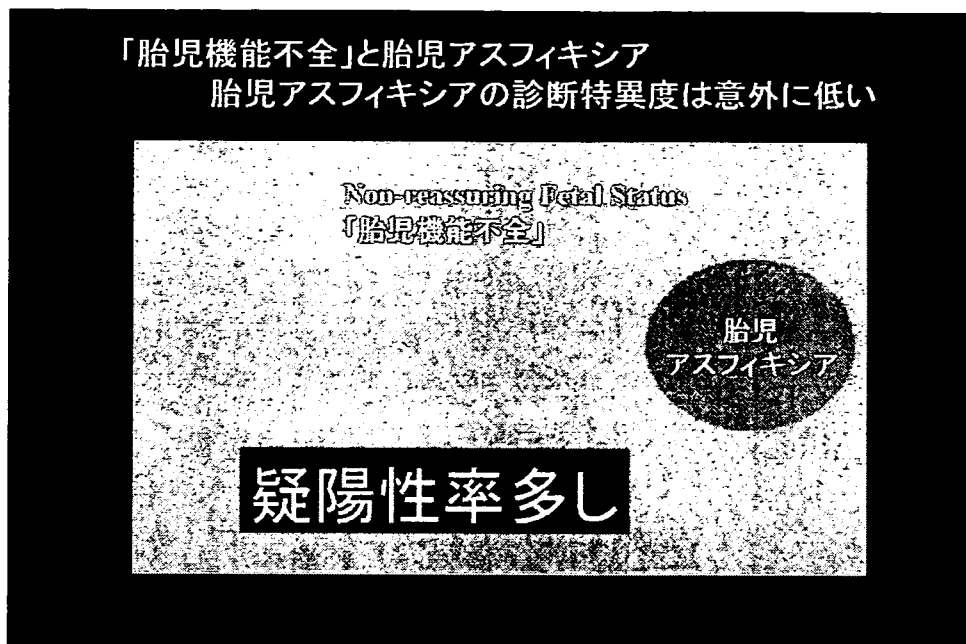 「胎児機能不全」と胎児アスフィキシア
胎児アスフィキシアの診断特異度は意外に低い
Non-reassuring Fetal Status
「胎児機能不全」
胎児
アスフィキシア
疑陽性率多し